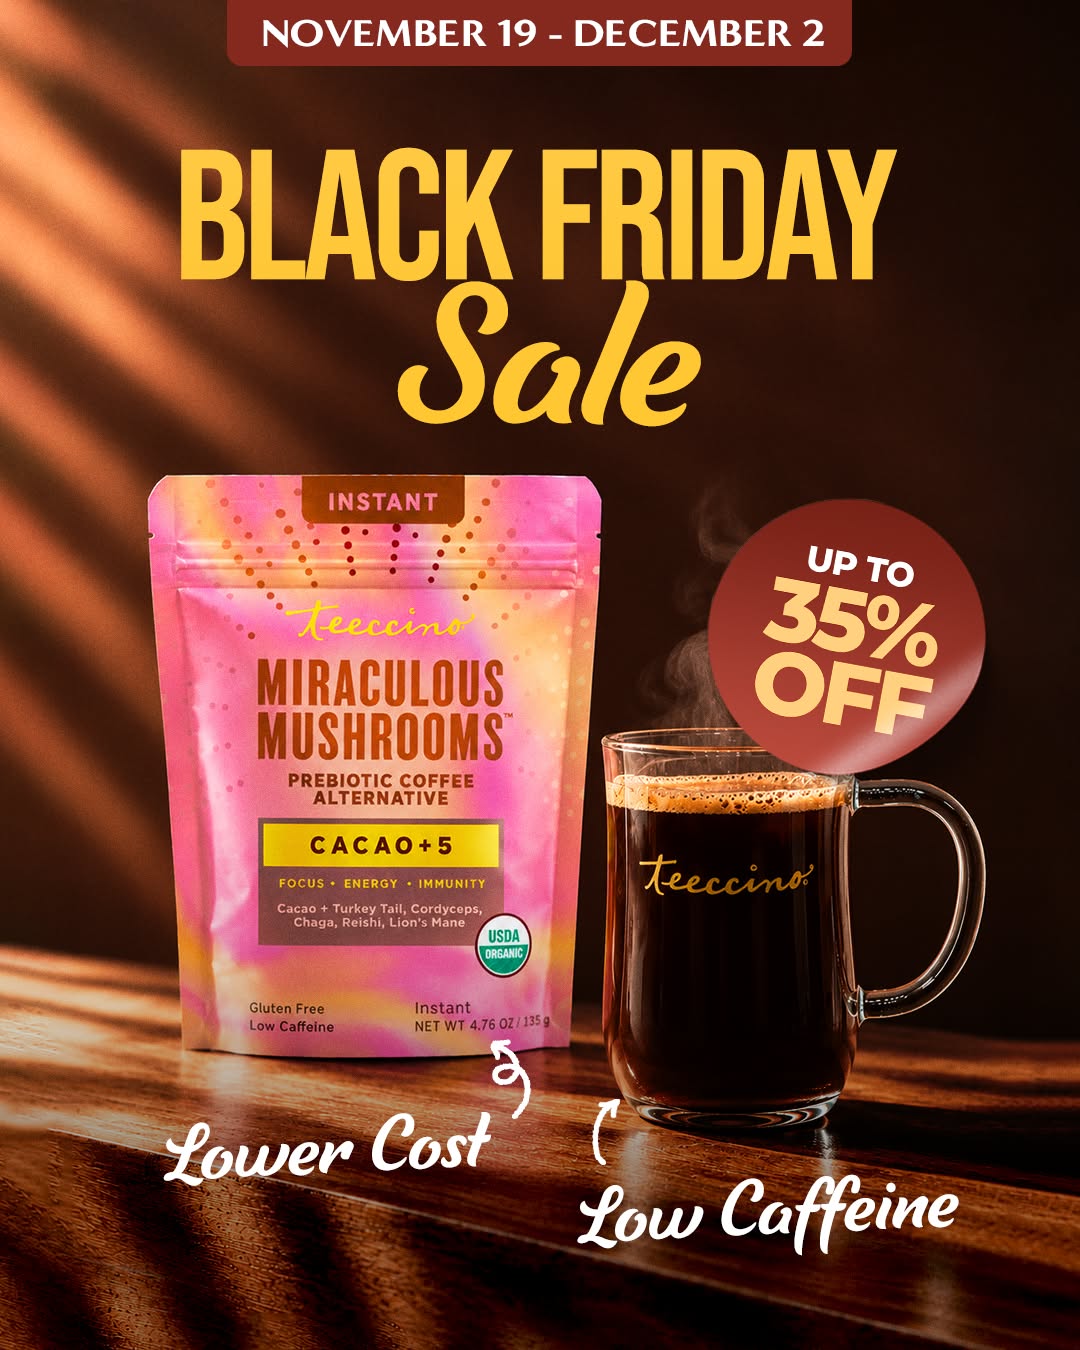 NOVEMBER 19 - DECEMBER 2
BLACK FRIDAY
Sale
INSTANT
teeccino
MIRACULOUS
MUSHROOMS™
PREBIOTIC COFFEE
ALTERNATIVE
CACAO+5
FOCUS • ENERGY • IMMUNITY
Cacao + Turkey Tail, Cordyceps,
Chaga, Reishi, Lion's Mane
USDA
ORGANIC
Gluten Free
Low Caffeine
Instant
NET WT 4.76 OZ / 135 g
UP TO
35%
OFF
teeccino®
Lower Cost
Low Caffeine